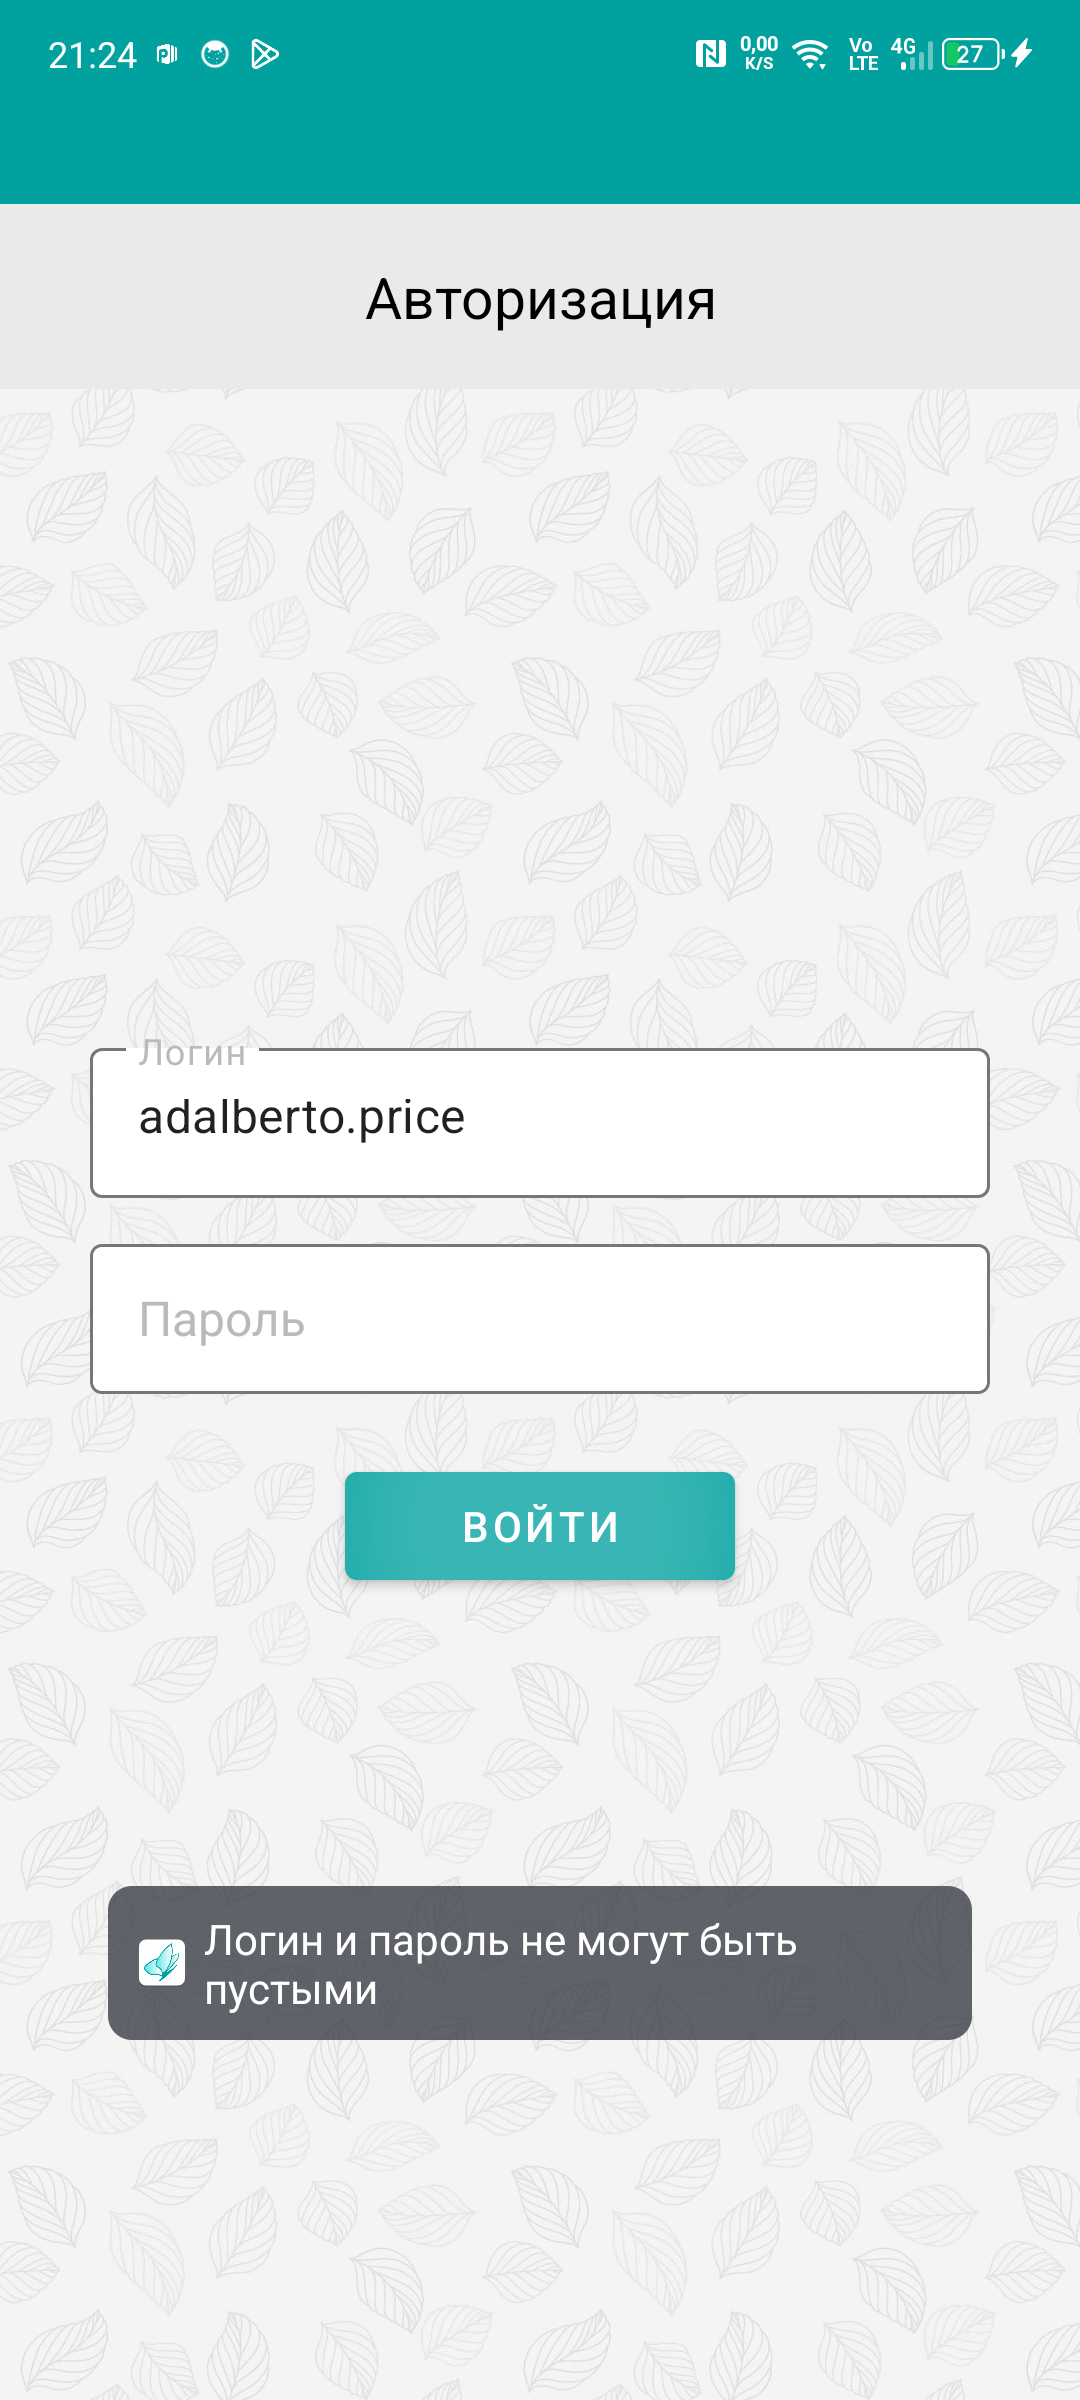 21:24
0,00 K/S
Vo LTE
4G
27
Авторизация
Логин
adalberto.price
Пароль
ВОЙТИ
Логин и пароль не могут быть
пустыми